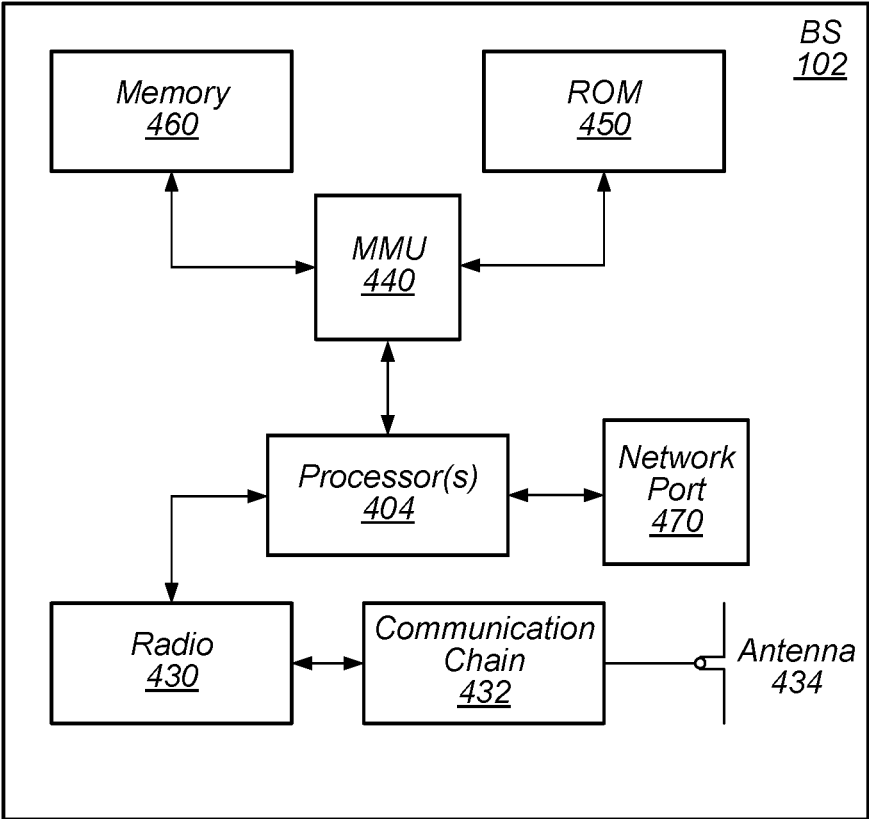 BS
102
Memory
460
ROM
450
MMU
440
Processor(s)
404
Network
Port
470
Radio
430
Communication
Chain
432
Antenna
434